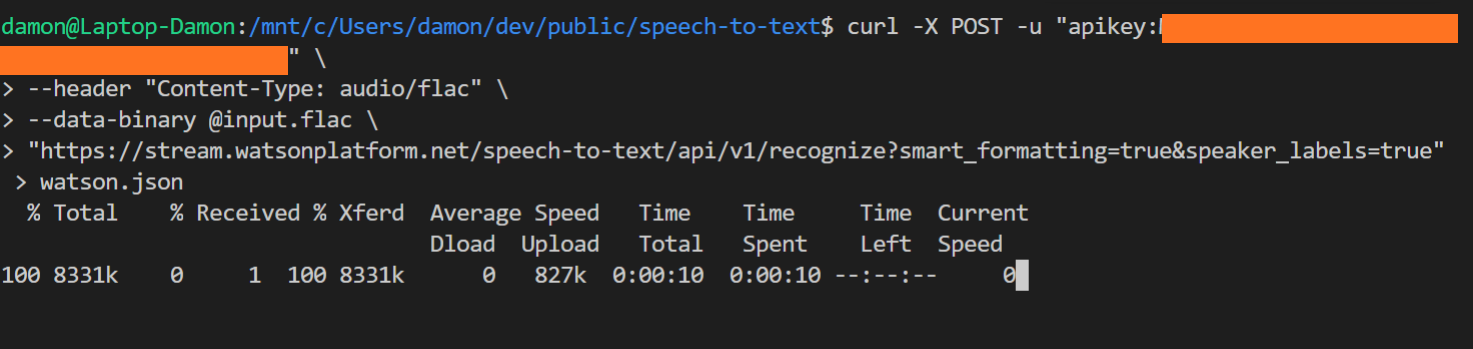 damon@Laptop-Damon:/mnt/c/Users/damon/dev/public/speech-to-text$ curl -X POST -u "apikey:
" \
> --header "Content-Type: audio/flac" \
> --data-binary @input.flac \
> "https://stream.watsonplatform.net/speech-to-text/api/v1/recognize?smart_formatting=true&speaker_labels=true"
 > watson.json
  % Total    % Received % Xferd  Average Speed   Time    Time     Time  Current
                                 Dload  Upload   Total   Spent    Left  Speed
100 8331k    0     1  100 8331k      0   827k  0:00:10  0:00:10 --:--:--     0